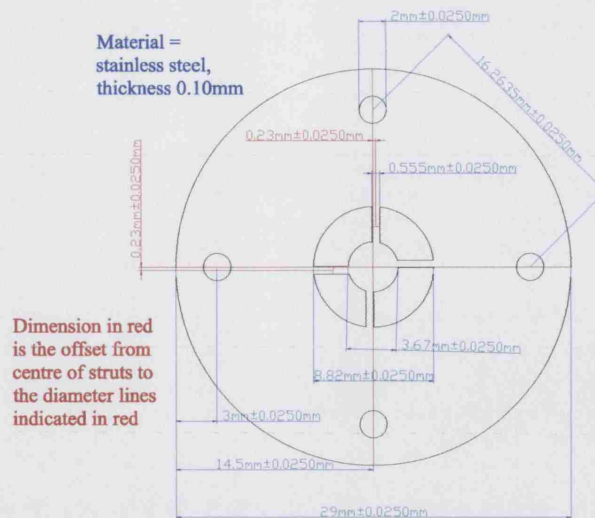 2mm±0.0250mm
Material =
stainless steel,
thickness 0.10mm
16.2635mm±0.0250mm
0.23mm±0.0250mm
0.555mm±0.0250mm
0.23mm±0.0250mm
Dimension in red
is the offset from
centre of struts to
the diameter lines
indicated in red
3.67mm±0.0250mm
8.82mm±0.0250mm
3mm±0.0250mm
14.5mm±0.0250mm
29mm±0.0250mm